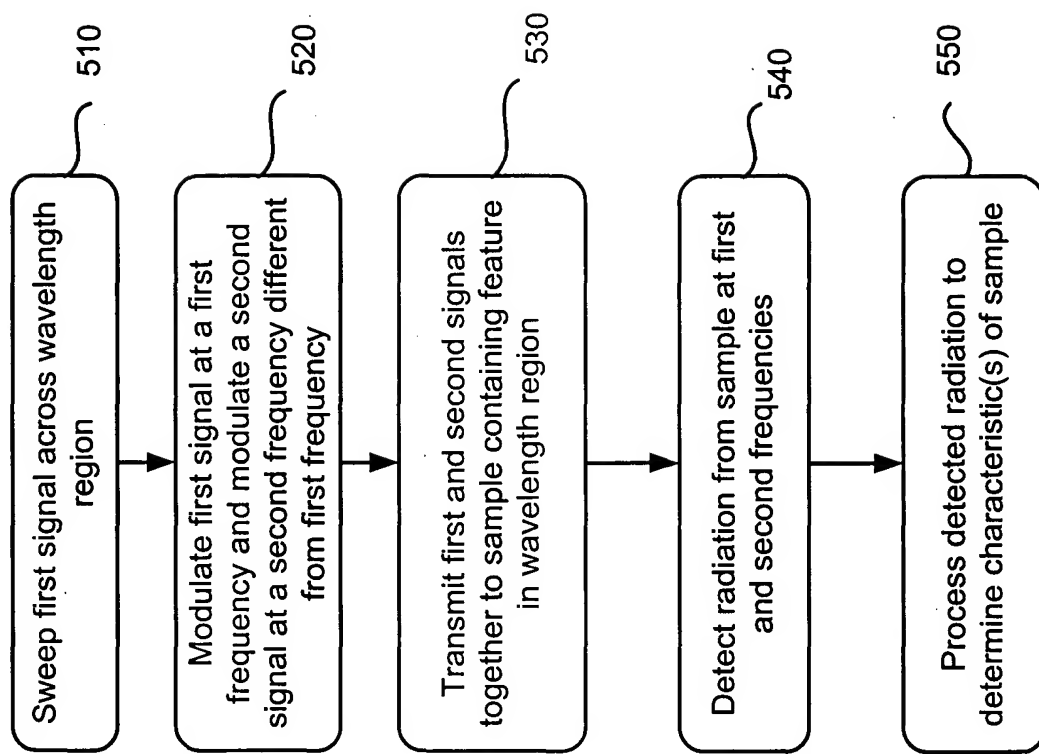 510
Sweep first signal across wavelength
region
520
Modulate first signal at a first
frequency and modulate a second
signal at a second frequency different
from first frequency
530
Transmit first and second signals
together to sample containing feature
in wavelength region
540
Detect radiation from sample at first
and second frequencies
550
Process detected radiation to
determine characteristic(s) of sample